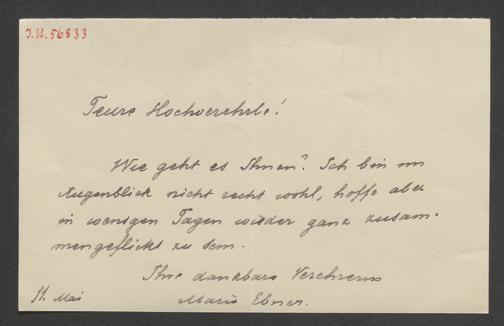 J.N. 56833
Teure Hochverehrte!
Wie geht es Ihnen? Ich bin im
Augenblick nicht recht wohl, hoffe aber
in wenigen Tagen wieder ganz zusam-
mengeflickt zu sein.
Ihre dankbare Verehrerin
Marie Ebner.
11. Mai